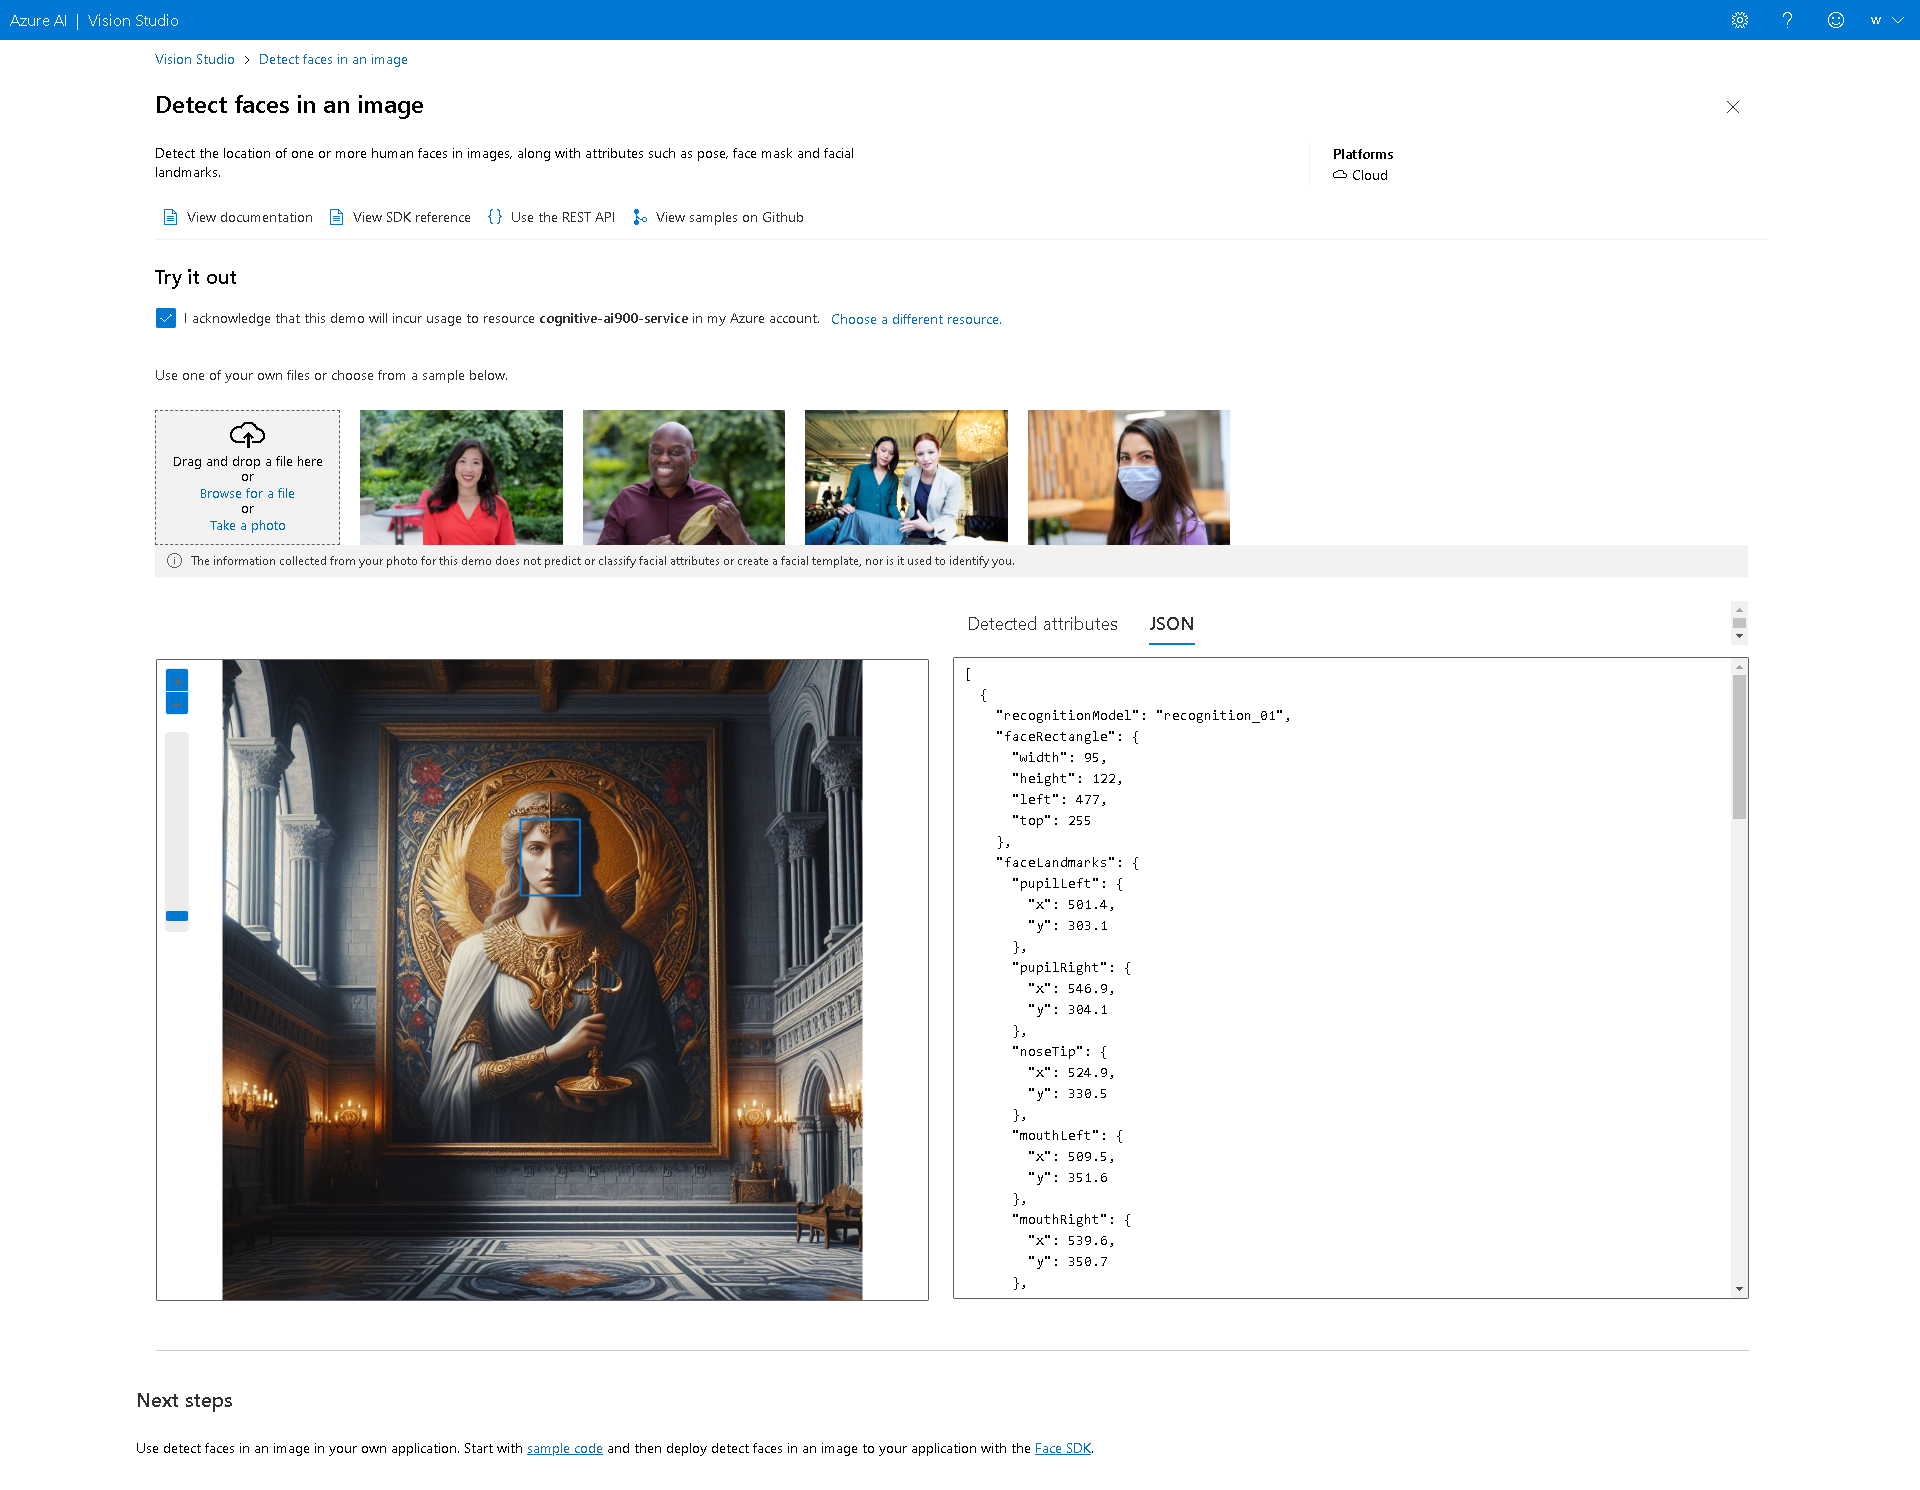 Azure AI | Vision Studio
w
Vision Studio > Detect faces in an image
Detect faces in an image
Detect the location of one or more human faces in images, along with attributes such as pose, face mask and facial
landmarks.
Platforms
Cloud
View documentation
View SDK reference
{} Use the REST API
View samples on Github
Try it out
I acknowledge that this demo will incur usage to resource cognitive-ai900-service in my Azure account. Choose a different resource.
Use one of your own files or choose from a sample below.
Drag and drop a file here
or
Browse for a file
or
Take a photo
The information collected from your photo for this demo does not predict or classify facial attributes or create a facial template, nor is it used to identify you.
Detected attributes
JSON
[
{
"recognitionModel": "recognition_01",
"faceRectangle": {
"width": 95,
"height": 122,
"left": 477,
"top": 255
},
"faceLandmarks": {
"pupilLeft": {
"x": 501.4,
"y": 303.1
},
"pupilRight": {
"x": 546.9,
"y": 304.1
},
"noseTip": {
"x": 524.9,
"y": 330.5
},
"mouthLeft": {
"x": 509.5,
"y": 351.6
},
"mouthRight": {
"x": 539.6,
"y": 350.7
},
Next steps
Use detect faces in an image in your own application. Start with sample code and then deploy detect faces in an image to your application with the Face SDK.